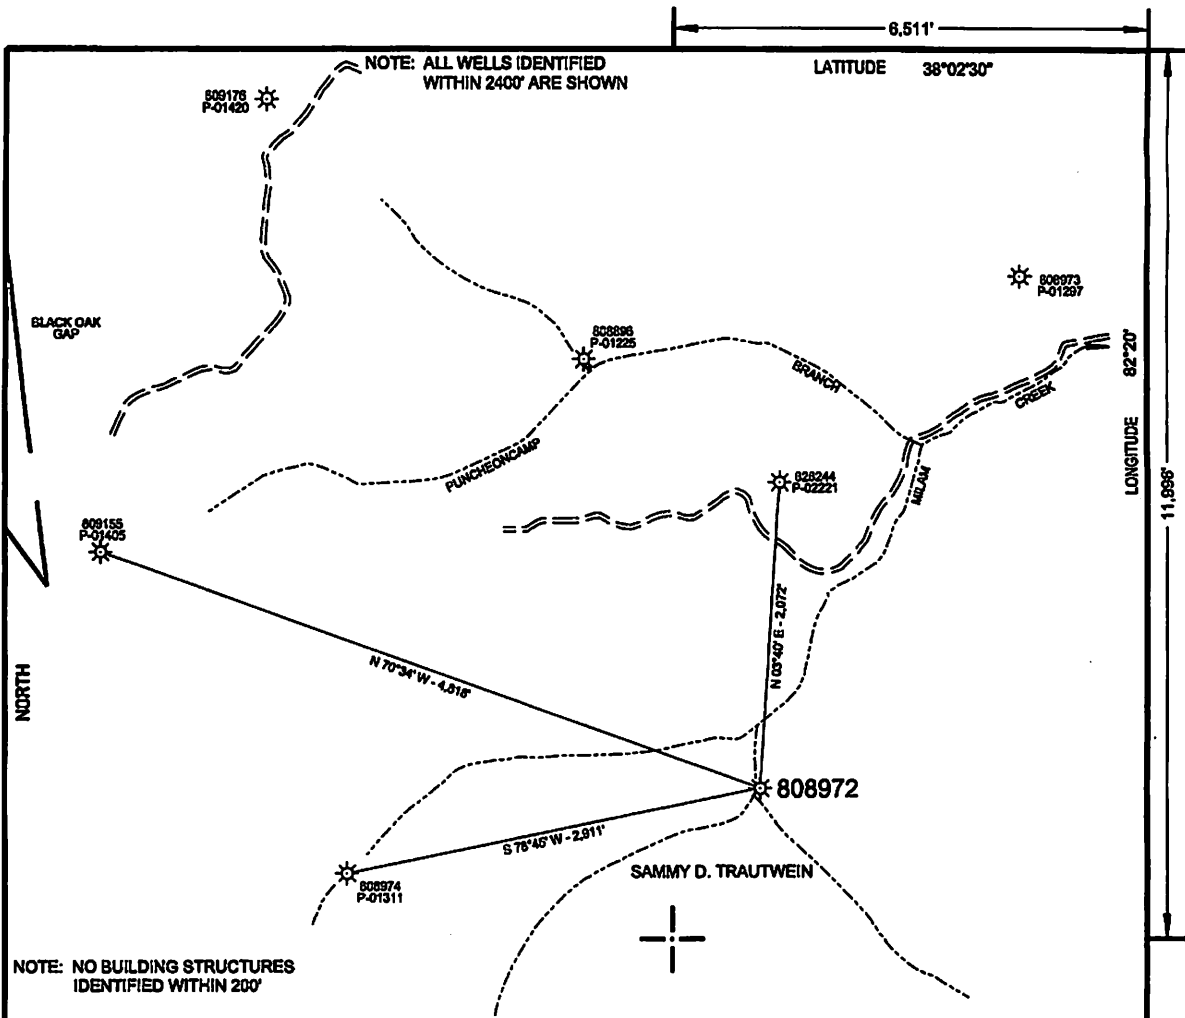 6,511'
NOTE: ALL WELLS IDENTIFIED
WITHIN 2400' ARE SHOWN
LATITUDE 38°02'30"
809176
P-01420
808973
P-01297
BLACK OAK
GAP
808896
P-01225
LONGITUDE 82°20'
BRANCH
CREEK
PUNCHEONCAMP
828244
P-02221
MILAM
11,996'
809155
P-01405
N 03°40' E - 2,072'
N 70°34' W - 4,818'
NORTH
808972
S 78°45' W - 2,911'
808974
P-01311
SAMMY D. TRAUTWEIN
NOTE: NO BUILDING STRUCTURES
IDENTIFIED WITHIN 200'